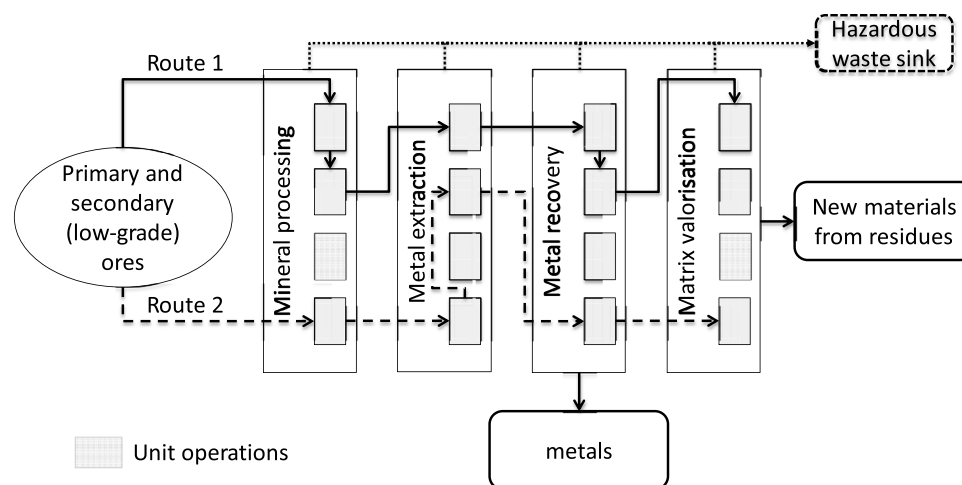 Route 1
Hazardous
waste sink
Primary and
secondary
(low-grade)
ores
Mineral processing
Metal extraction
Metal recovery
Matrix valorisation
New materials
from residues
Route 2
metals
Unit operations